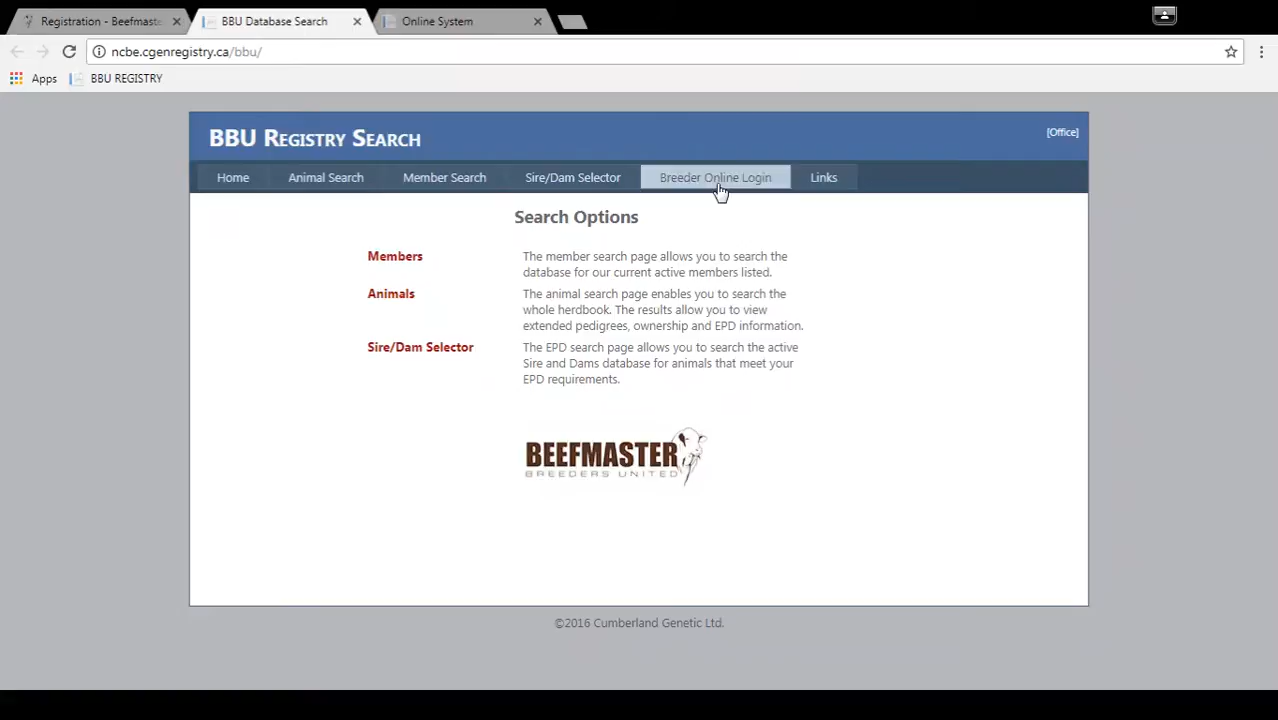 Registration - Beefmaste
BBU Database Search
Online System
ncbe.cgenregistry.ca/bbu/
Apps
BBU REGISTRY
BBU REGISTRY SEARCH
[Office]
Home
Animal Search
Member Search
Sire/Dam Selector
Breeder Online Login
Links
Search Options
Members
The member search page allows you to search the
database for our current active members listed.
Animals
The animal search page enables you to search the
whole herdbook. The results allow you to view
extended pedigrees, ownership and EPD information.
Sire/Dam Selector
The EPD search page allows you to search the active
Sire and Dams database for animals that meet your
EPD requirements.
BEEFMASTER
BREEDERS UNITED
©2016 Cumberland Genetic Ltd.